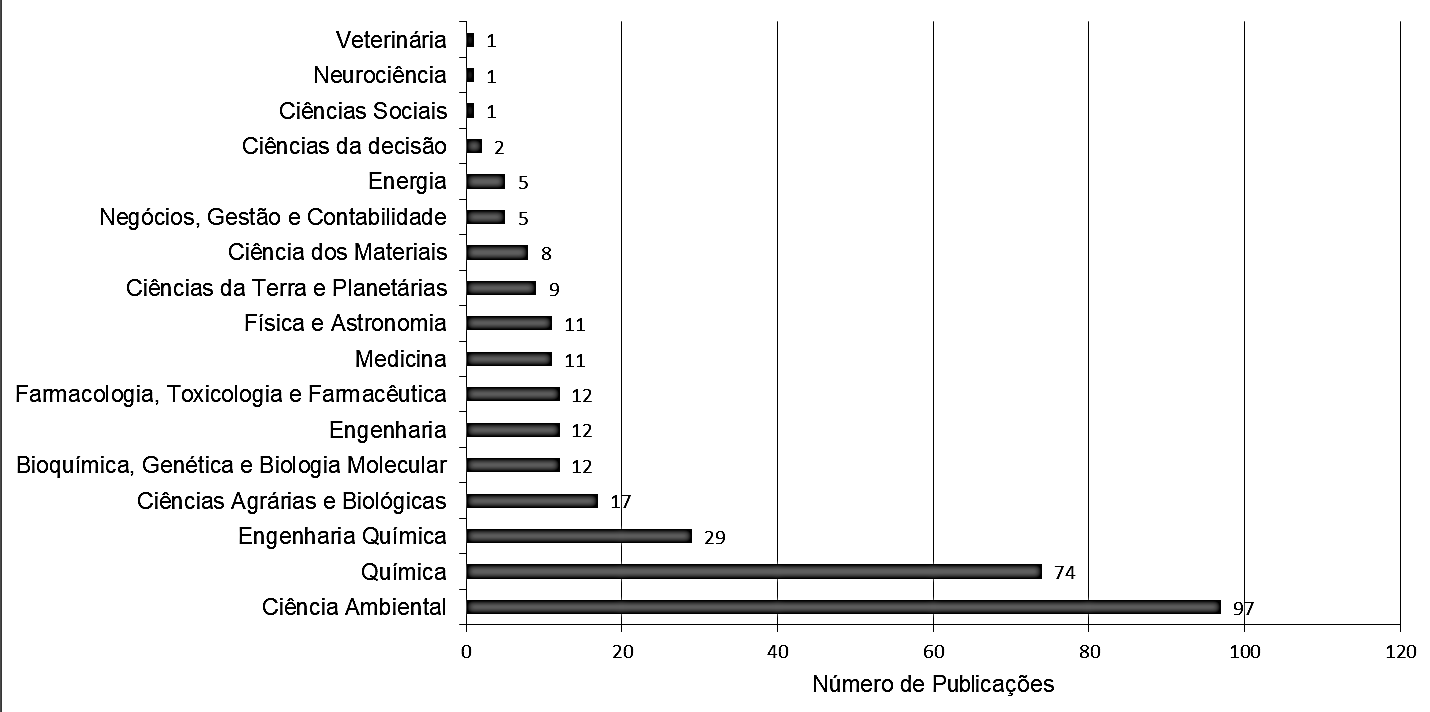 Veterinária 1
Neurociência 1
Ciências Sociais 1
Ciências da decisão 2
Energia 5
Negócios, Gestão e Contabilidade 5
Ciência dos Materiais 8
Ciências da Terra e Planetárias 9
Física e Astronomia 11
Medicina 11
Farmacologia, Toxicologia e Farmacêutica 12
Engenharia 12
Bioquímica, Genética e Biologia Molecular 12
Ciências Agrárias e Biológicas 17
Engenharia Química 29
Química 74
Ciência Ambiental 97
0 20 40 60 80 100 120
Número de Publicações